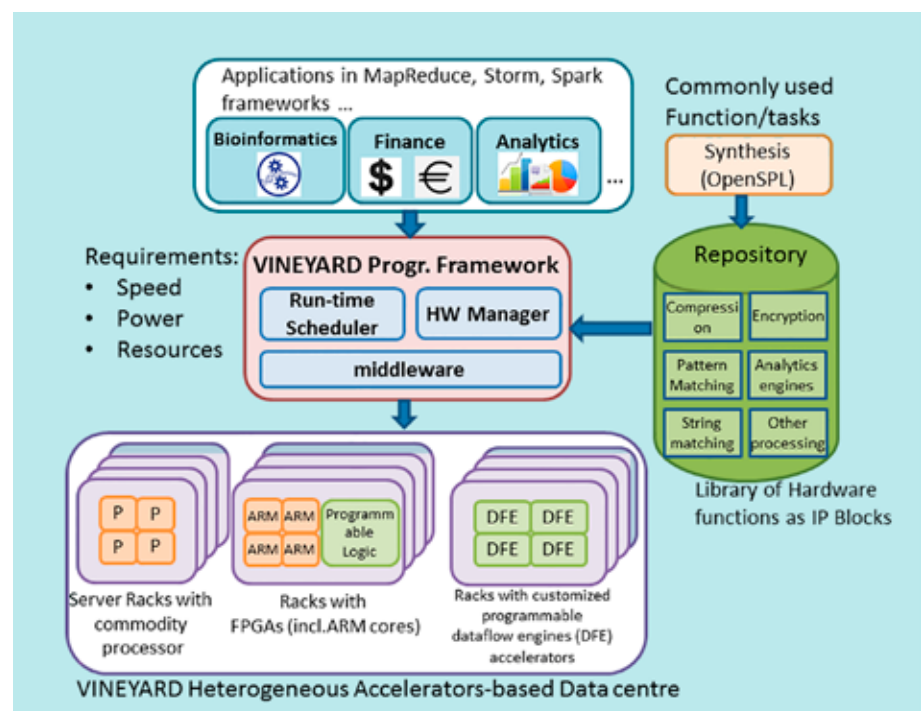 Applications in MapReduce, Storm, Spark
frameworks ...
Bioinformatics
Finance
Analytics
$ €
...
Commonly used
Function/tasks
Synthesis
(OpenSPL)
Requirements:
• Speed
• Power
• Resources
VINEYARD Progr. Framework
Run-time
Scheduler
HW Manager
middleware
Repository
Compressi
on
Encryption
Pattern
Matching
Analytics
engines
String
matching
Other
processing
Library of Hardware
functions as IP Blocks
P P
P P
Server Racks with
commodity
processor
ARM ARM
ARM ARM
Programm
able
Logic
Racks with
FPGAs (incl.ARM cores)
DFE DFE
DFE DFE
Racks with customized
programmable
dataflow engines (DFE)
accelerators
VINEYARD Heterogeneous Accelerators-based Data centre